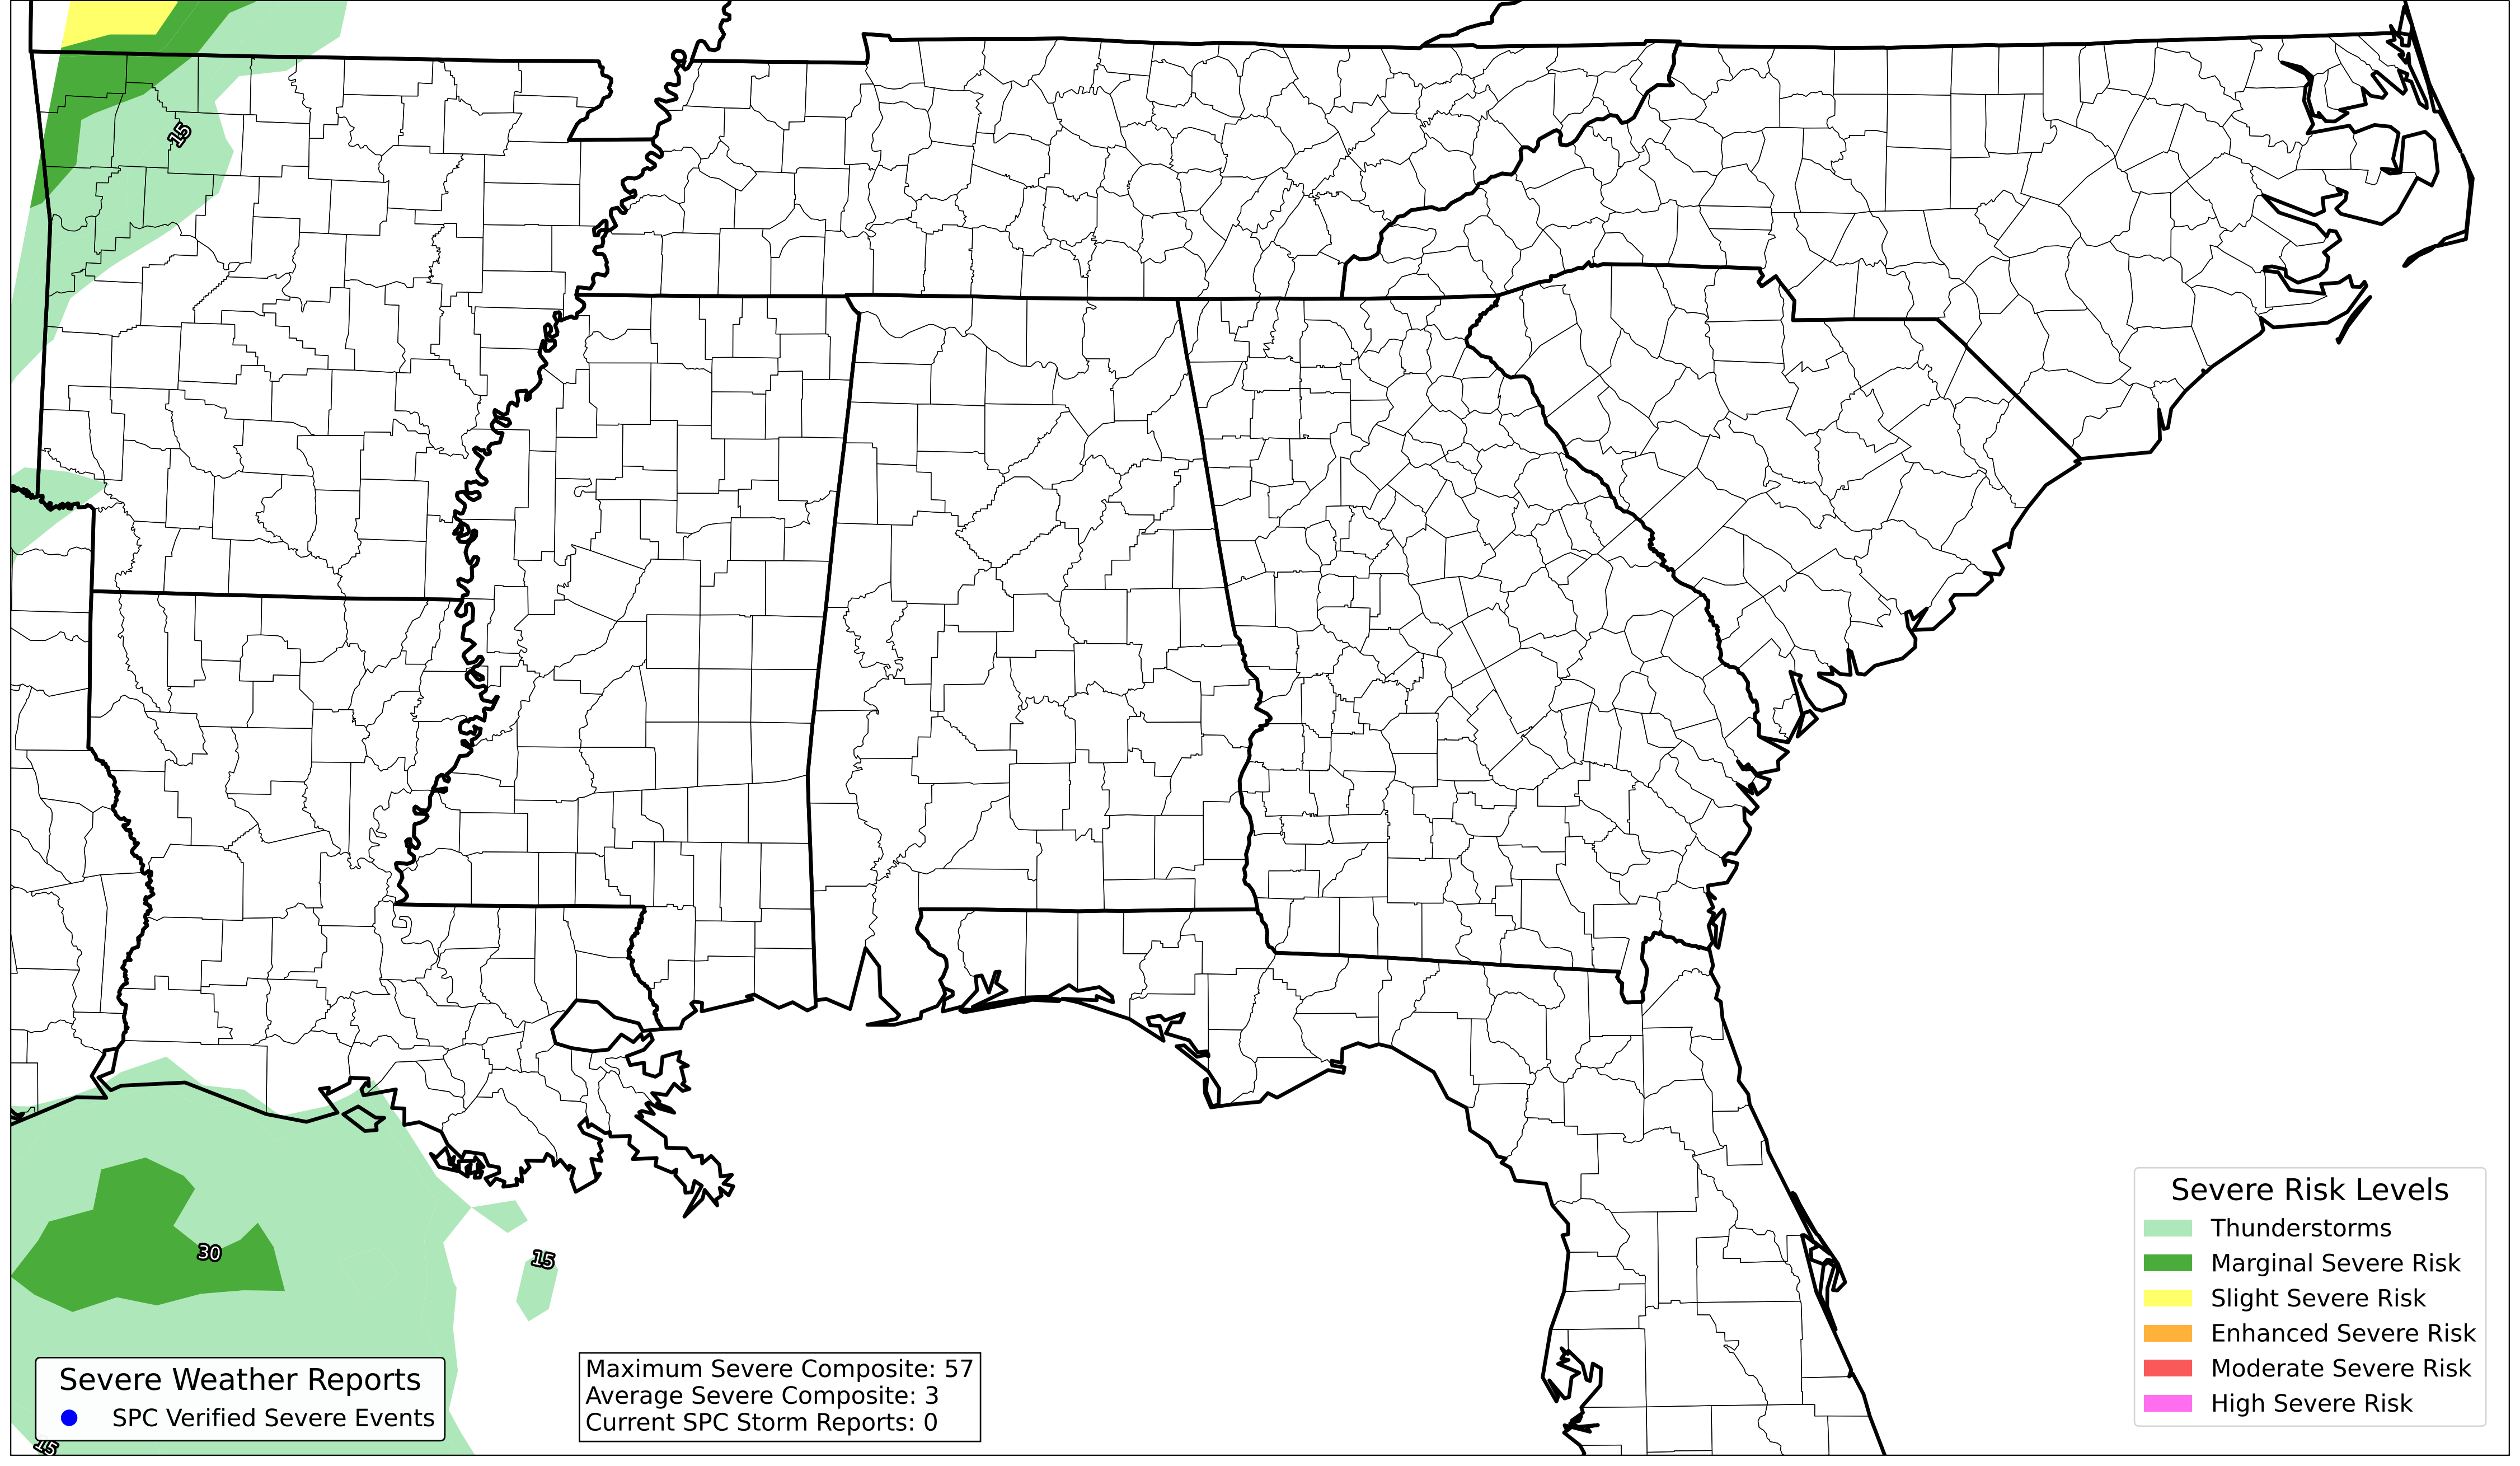 15
15
30
15
Severe Risk Levels
Thunderstorms
Marginal Severe Risk
Slight Severe Risk
Enhanced Severe Risk
Moderate Severe Risk
High Severe Risk
Severe Weather Reports
SPC Verified Severe Events
Maximum Severe Composite: 57
Average Severe Composite: 3
Current SPC Storm Reports: 0
15